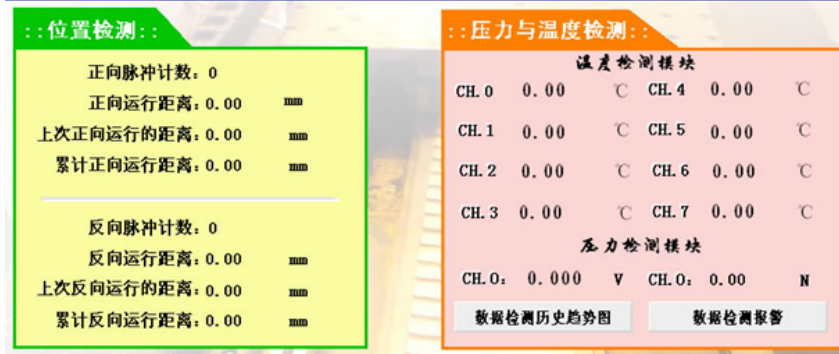 ::位置检测::
正向脉冲计数: 0
正向运行距离: 0.00 mm
上次正向运行的距离: 0.00 mm
累计正向运行距离: 0.00 mm
反向脉冲计数: 0
反向运行距离: 0.00 mm
上次反向运行的距离: 0.00 mm
累计反向运行距离: 0.00 mm
::压力与温度检测::
温度检测模块
CH.0 0.00 ℃ CH.4 0.00 ℃
CH.1 0.00 ℃ CH.5 0.00 ℃
CH.2 0.00 ℃ CH.6 0.00 ℃
CH.3 0.00 ℃ CH.7 0.00 ℃
压力检测模块
CH.0: 0.000 V CH.0: 0.00 N
数据检测历史趋势图 数据检测报警